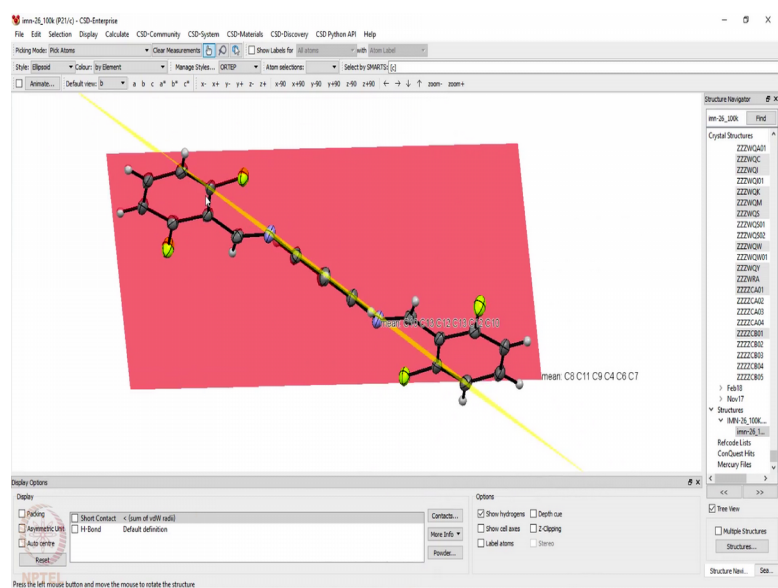 imn-26_100k (P21/c) - CSD-Enterprise
File Edit Selection Display Calculate CSD-Community CSD-System CSD-Materials CSD-Discovery CSD Python API Help
Picking Mode: Pick Atoms Clear Measurements Show Labels for All atoms with Atom Label
Style: Ellipsoid Colour: by Element Manage Styles... ORTEP Atom selections: Select by SMARTS: [c]
Animate... Default view: b a b c a* b* c* x- x+ y- y+ z- z+ x-90 x+90 y-90 y+90 z-90 z+90 ← → ↓ ↑ zoom- zoom+
Structure Navigator
imn-26_100k Find
Crystal Structures
ZZZWQA01
ZZZWQC
ZZZWQI
ZZZWQI01
ZZZWQK
ZZZWQM
ZZZWQS
ZZZWQS01
ZZZWQS02
ZZZWQW
ZZZWQW01
ZZZWQY
ZZZWRA
ZZZZCA01
ZZZZCA02
ZZZZCA03
ZZZZCA04
ZZZZCB01
ZZZZCB02
ZZZZCB03
ZZZZCB04
ZZZZCB05
Feb18
Nov17
Structures
IMN-26_100K....
imn-26_1...
Refcode Lists
ConQuest Hits
Mercury Files
<< >>
Tree View
Multiple Structures
Structures...
Structure Navi... Sea...
mean: C8 C11 C9 C4 C6 C7
Display Options
Display
Packing
Asymmetric Unit
Auto centre
Reset
Short Contact < (sum of vdW radii)
H-Bond Default definition
Contacts...
More Info
Powder...
Options
Show hydrogens Depth cue
Show cell axes Z-Clipping
Label atoms Stereo
NPTEL
Press the left mouse button and move the mouse to rotate the structure